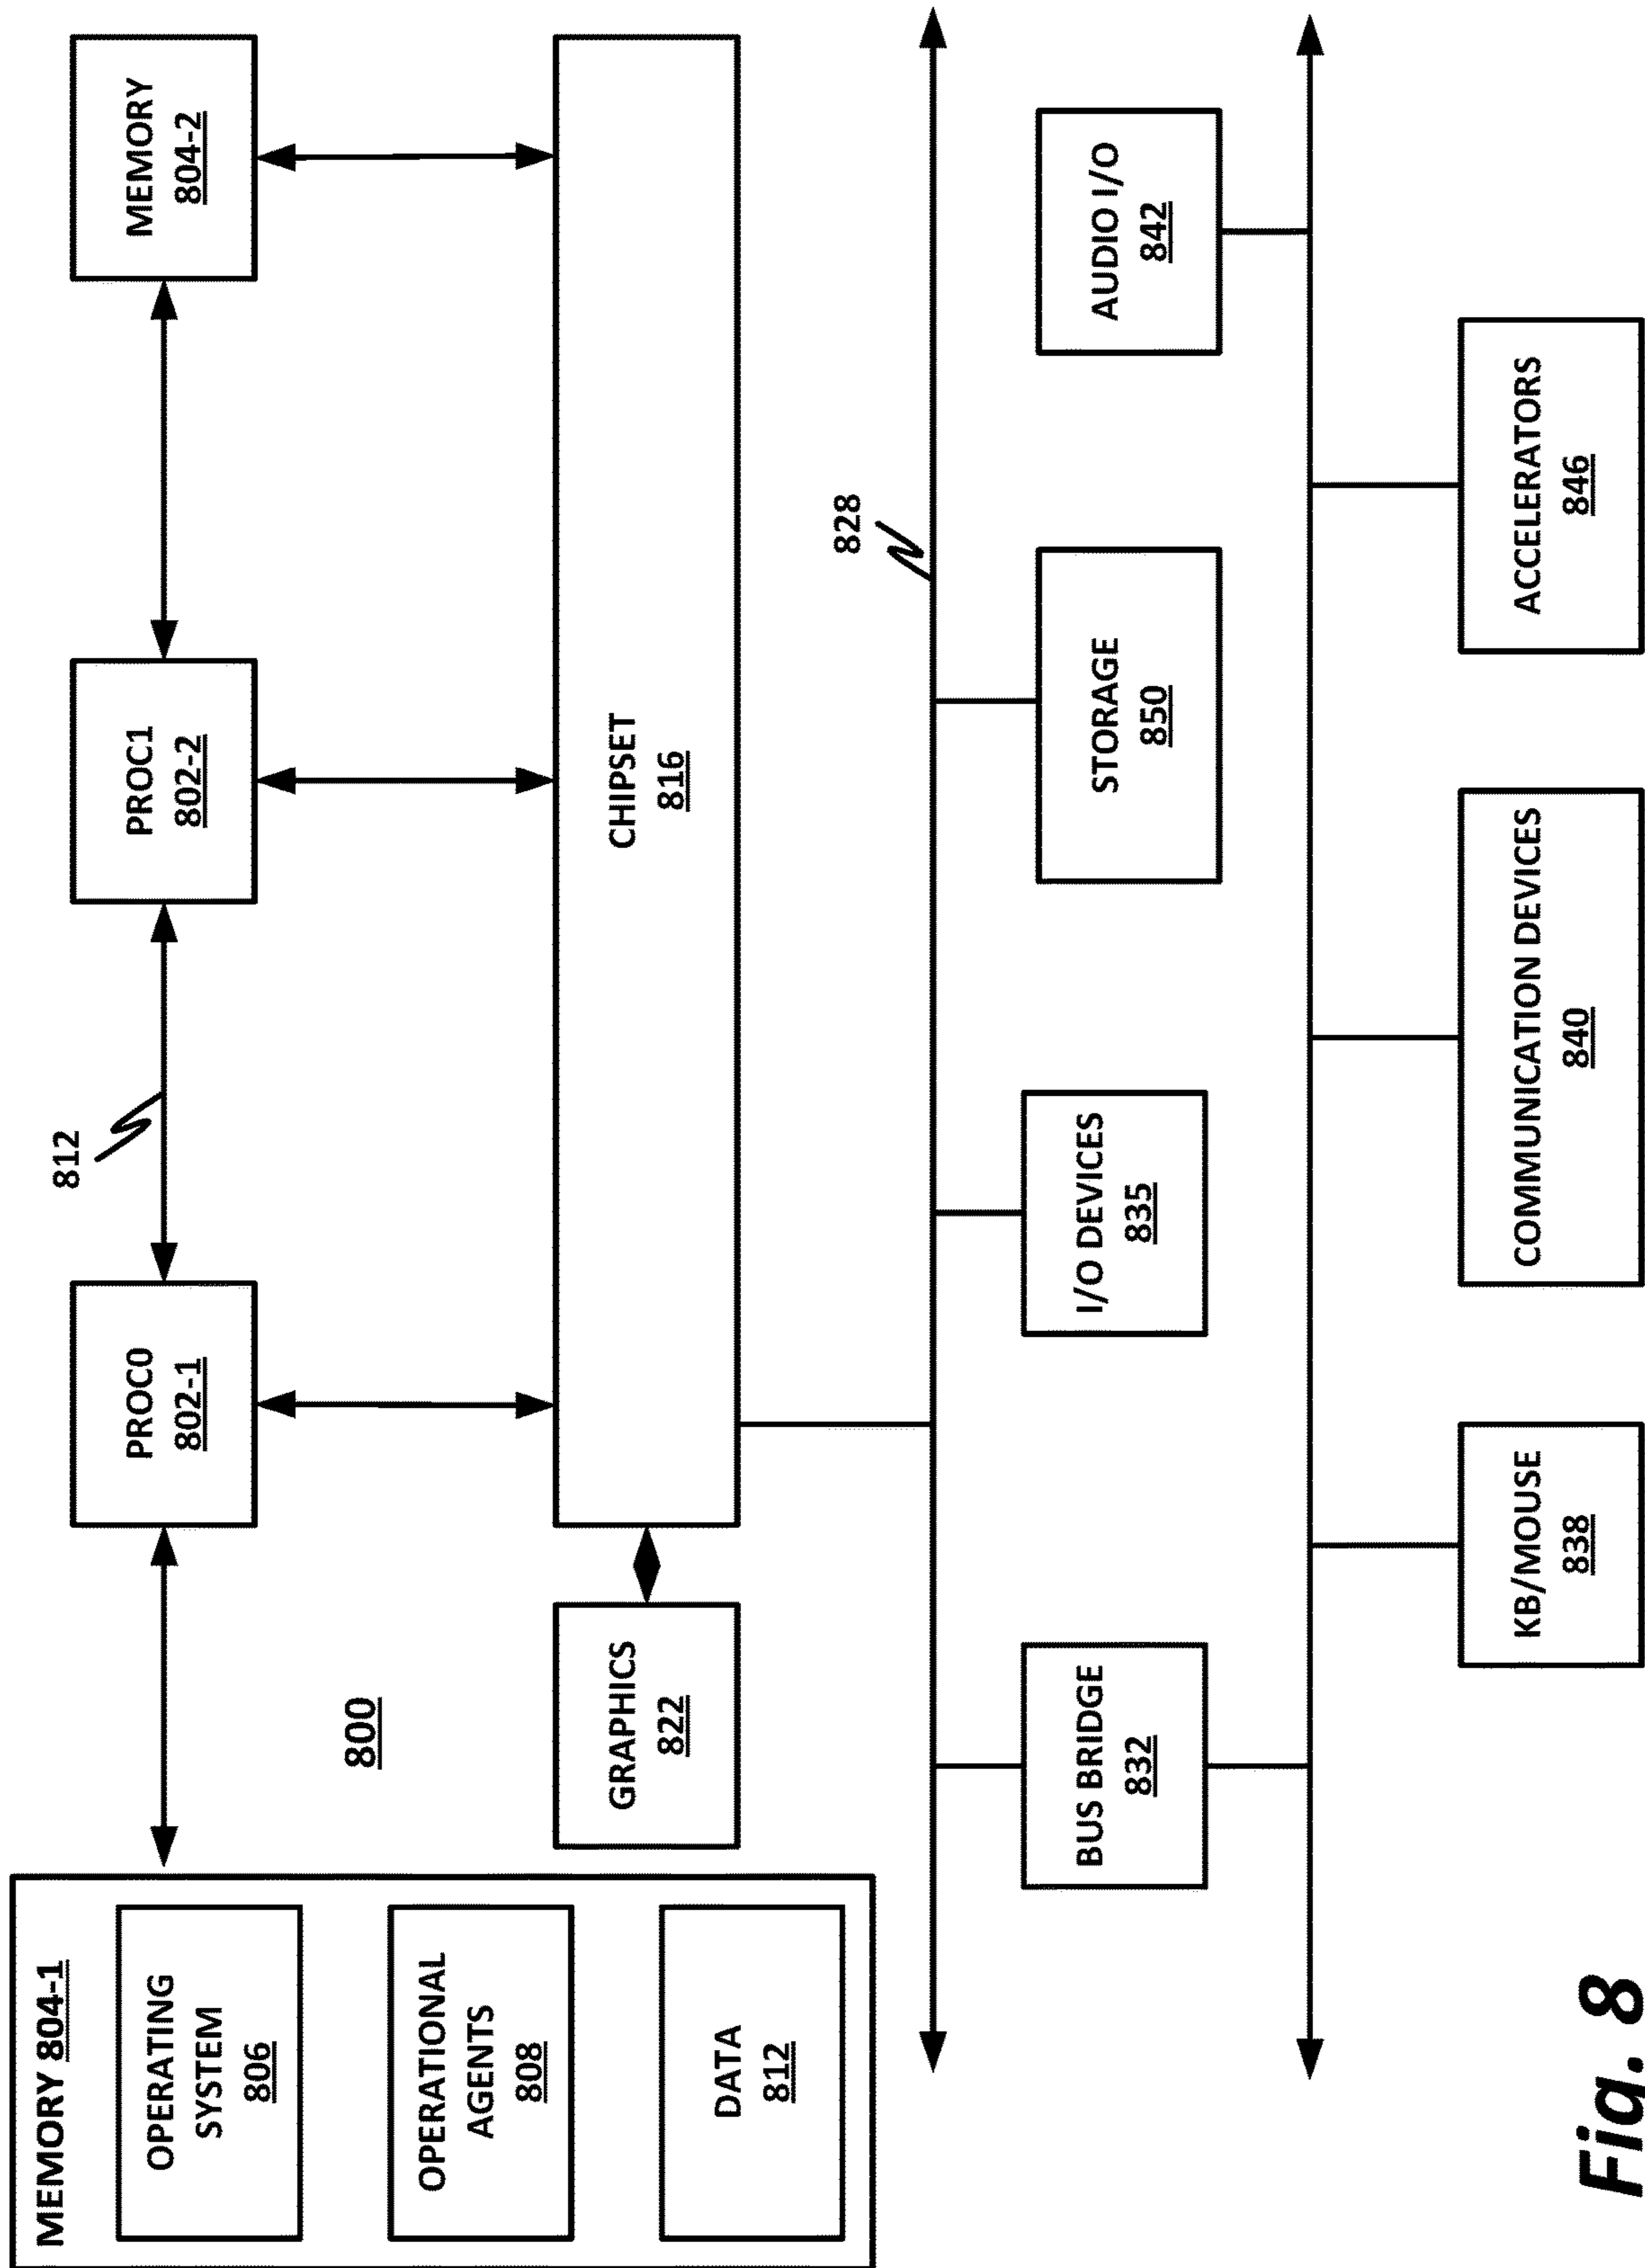 MEMORY 804-1
OPERATING
SYSTEM
806
OPERATIONAL
AGENTS
808
DATA
812
800
PROC0
802-1
812
PROC1
802-2
MEMORY
804-2
GRAPHICS
822
CHIPSET
816
828
BUS BRIDGE
832
I/O DEVICES
835
STORAGE
850
AUDIO I/O
842
KB/MOUSE
838
COMMUNICATION DEVICES
840
ACCELERATORS
846
Fig. 8